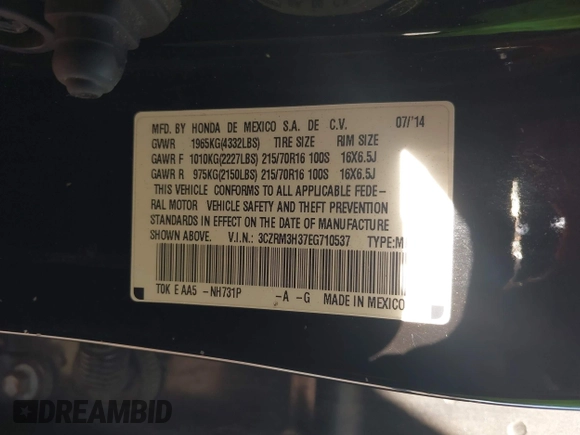 MFD. BY HONDA DE MEXICO S.A. DE C.V. 07/'14
GVWR 1965KG(4332LBS) TIRE SIZE RIM SIZE
GAWR F 1010KG(2227LBS) 215/70R16 100S 16X6.5J
GAWR R 975KG(2150LBS) 215/70R16 100S 16X6.5J
THIS VEHICLE CONFORMS TO ALL APPLICABLE FEDE-
RAL MOTOR VEHICLE SAFETY AND THEFT PREVENTION
STANDARDS IN EFFECT ON THE DATE OF MANUFACTURE
SHOWN ABOVE. V.I.N.: 3CZRM3H37EG710537 TYPE:M
TDK E AA5 -NH731P -A -G MADE IN MEXICO
DREAMBID